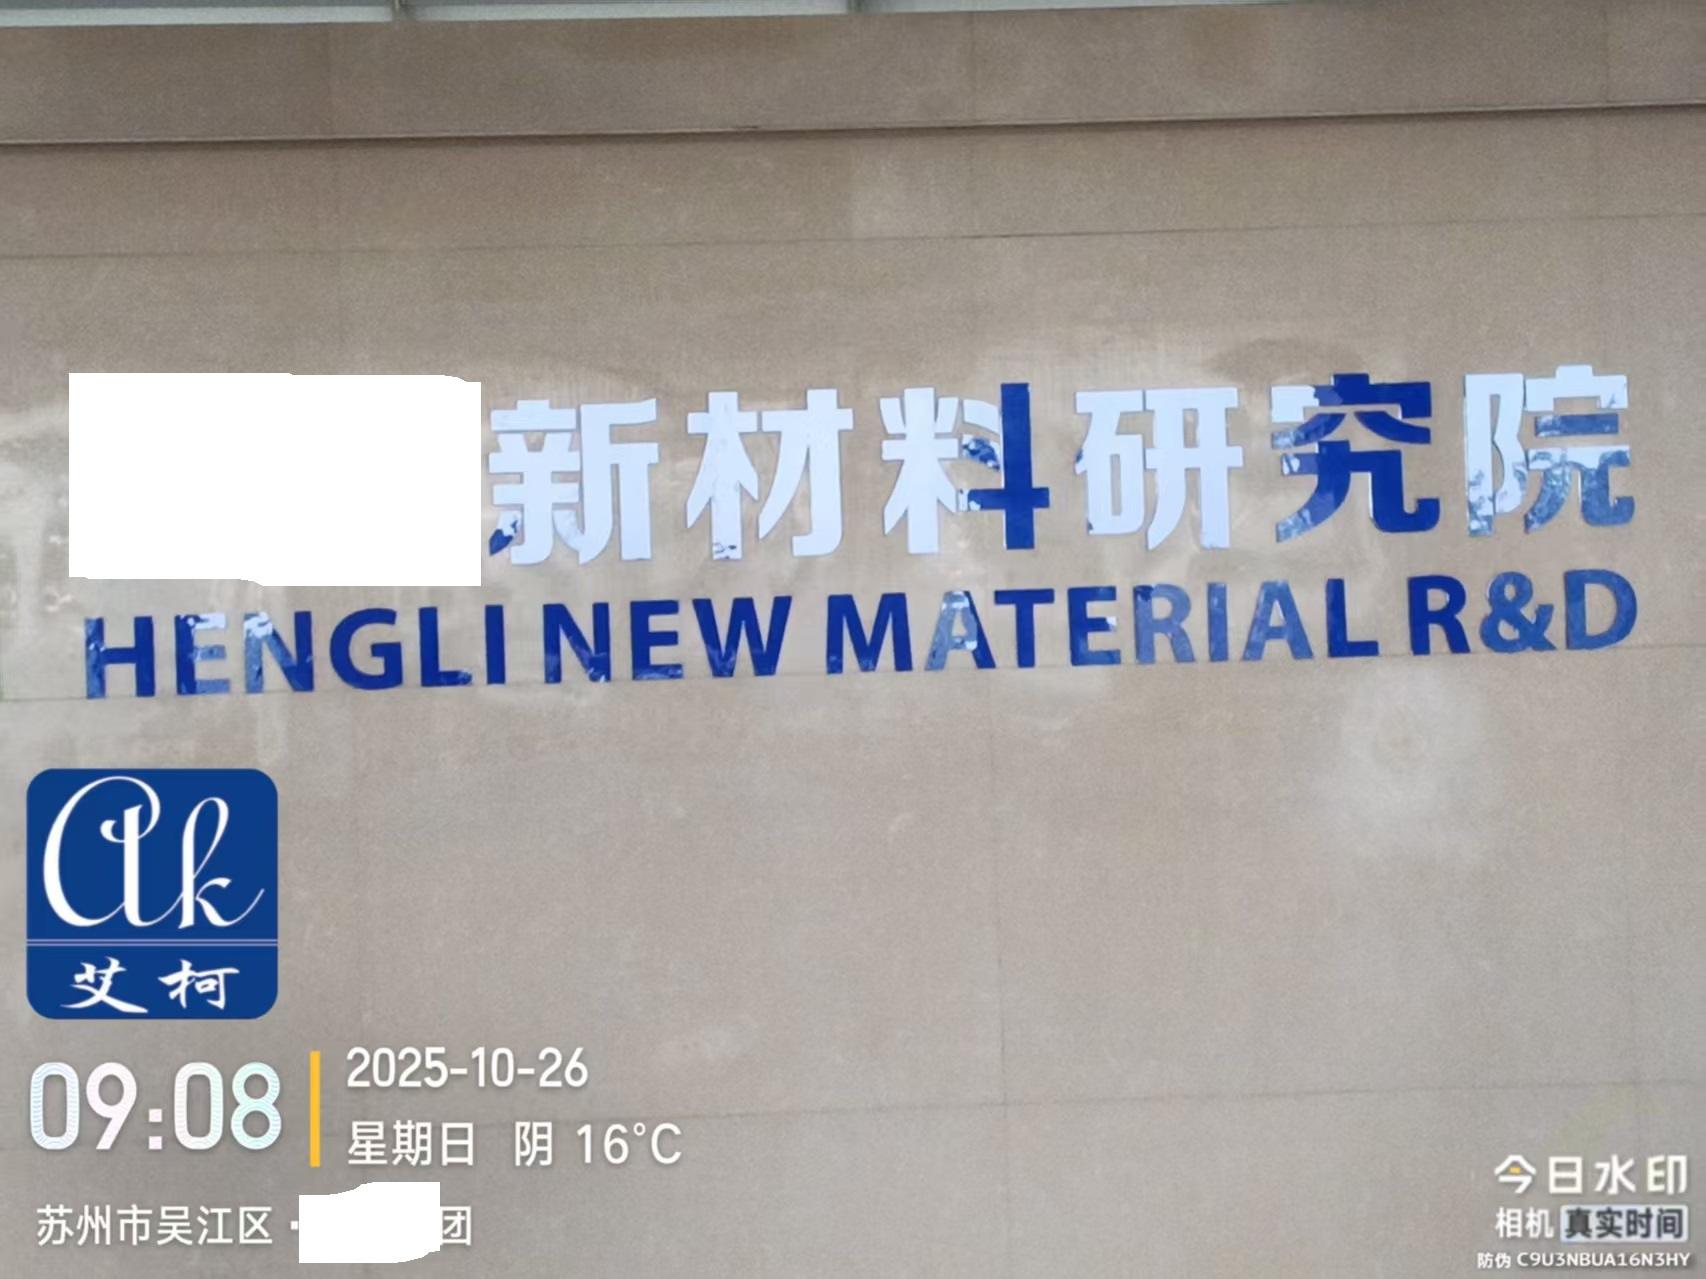 新材料研究院
HENGLI NEW MATERIAL R&D
ak
艾柯
09:08
2025-10-26
星期日 阴 16°C
苏州市吴江区·
团
今日水印
相机 真实时间
防伪 C9U3NBUA16N3HY